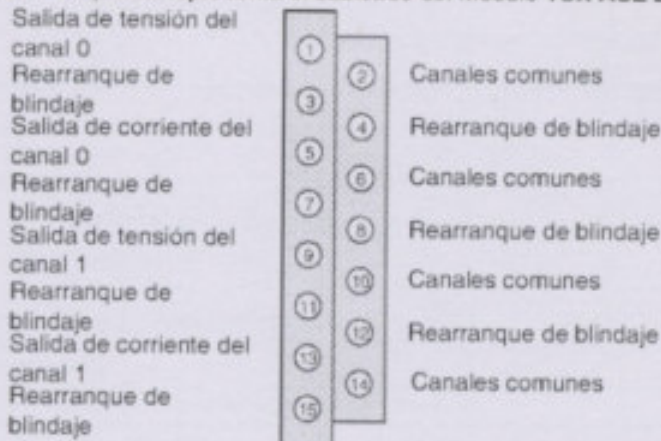 Salida de tensión del
canal 0
Rearranque de
blindaje
Salida de corriente del
canal 0
Rearranque de
blindaje
Salida de tensión del
canal 1
Rearranque de
blindaje
Salida de corriente del
canal 1
Rearranque de
blindaje
1
2
3
4
5
6
7
8
9
10
11
12
13
14
15
Canales comunes
Rearranque de blindaje
Canales comunes
Rearranque de blindaje
Canales comunes
Rearranque de blindaje
Canales comunes